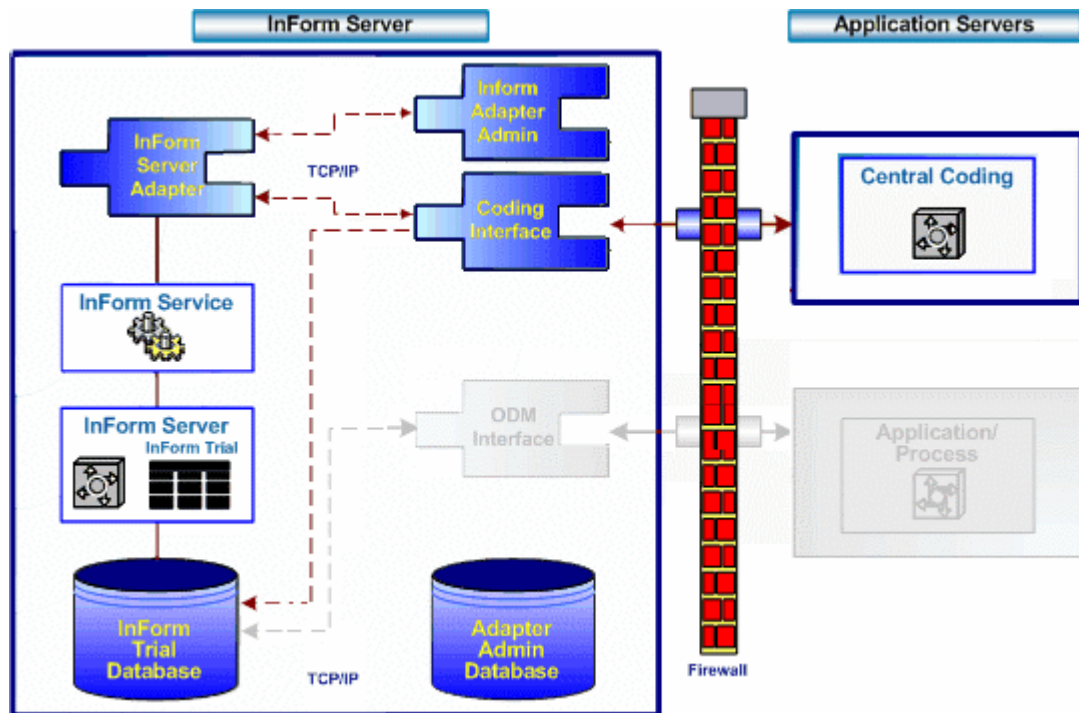 InForm Server
Application Servers
Inform
Adapter
Admin
InForm
Server
Adapter
TCP/IP
Coding
Interface
Central Coding
InForm Service
ODM
Interface
Application/
Process
InForm Server
InForm Trial
InForm
Trial
Database
Adapter
Admin
Database
TCP/IP
Firewall